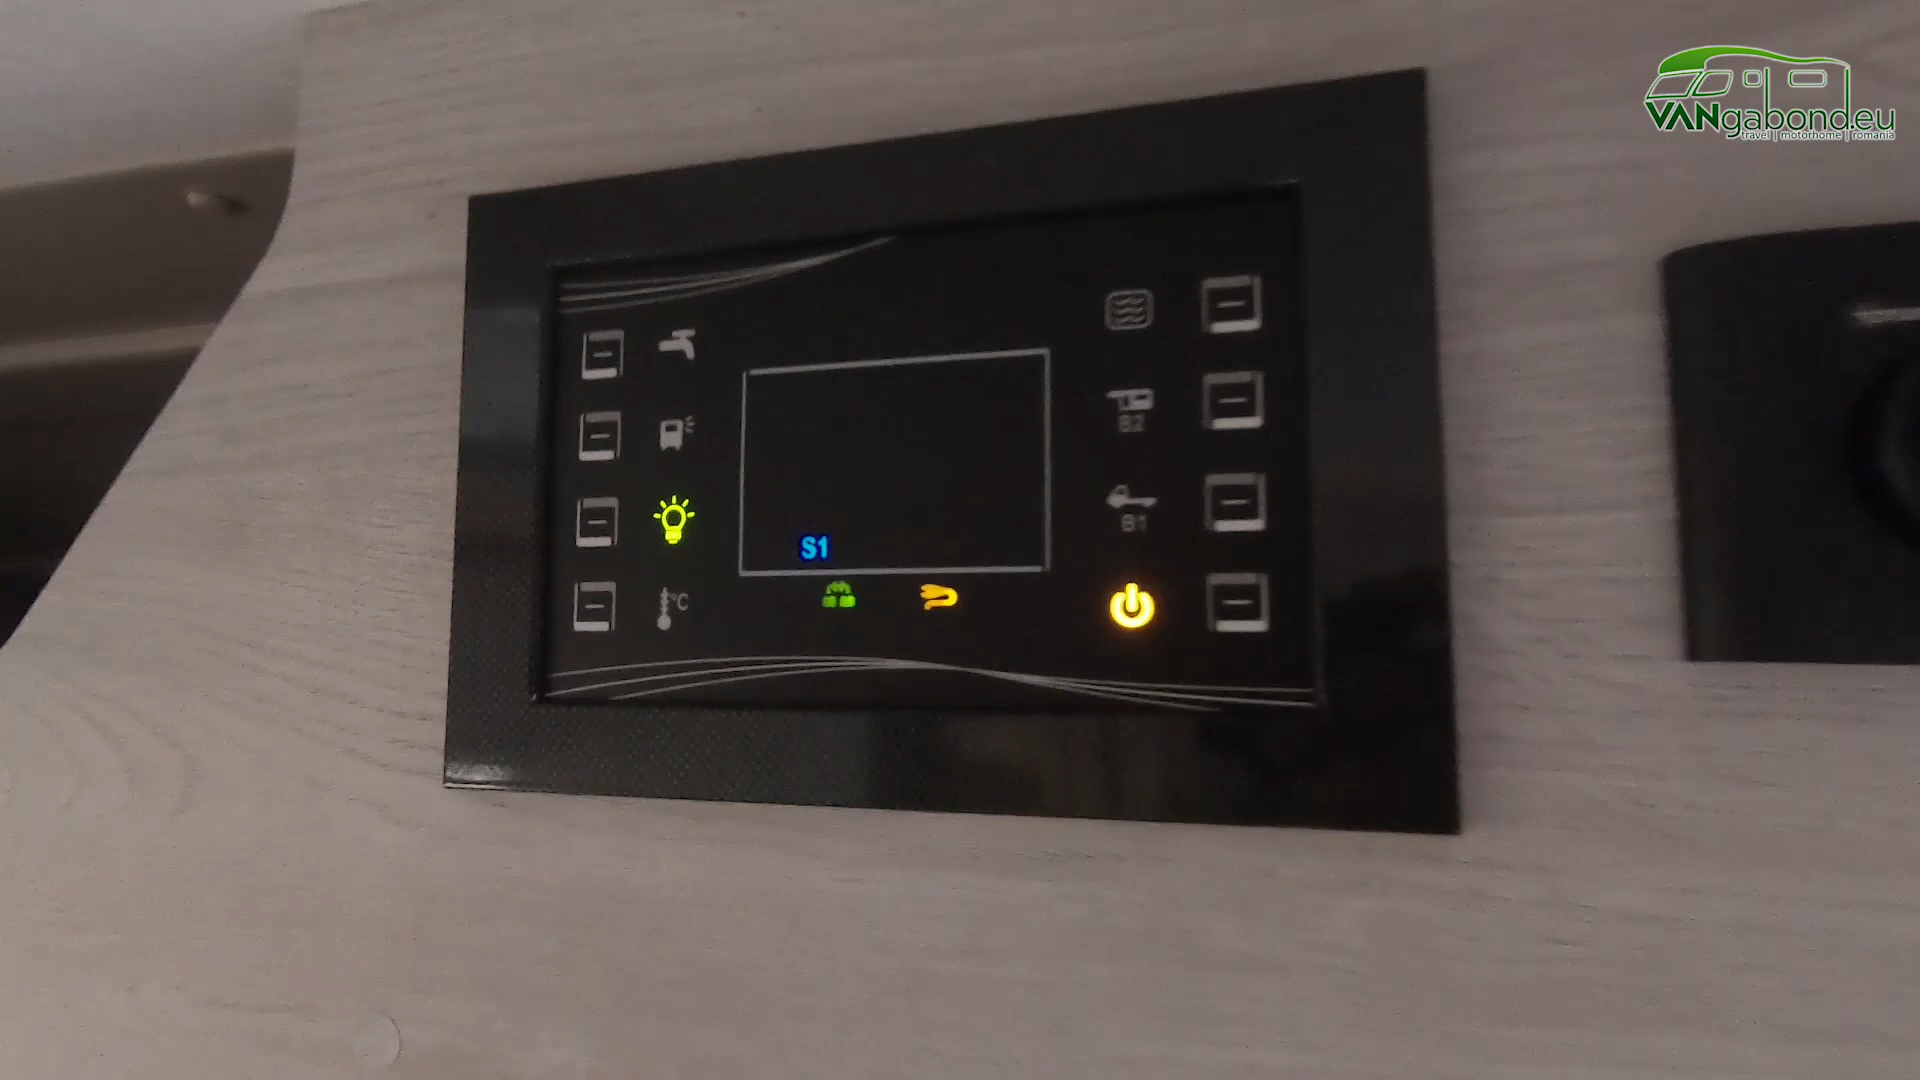 VANgabond.eu
travel || motorhome || romania
B2
B1
S1
°C